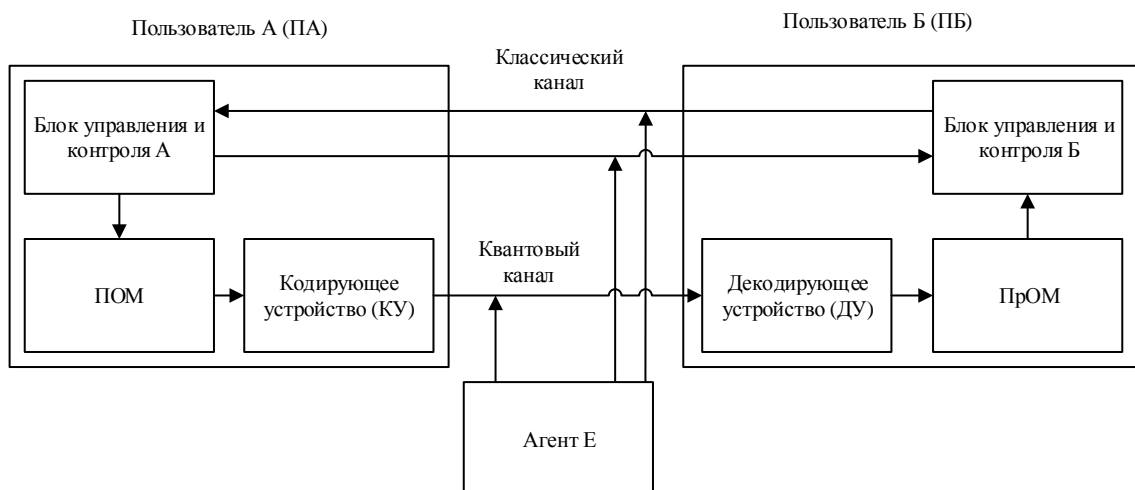 Пользователь А (ПА)
Пользователь Б (ПБ)
Классический
канал
Блок управления и
контроля А
Блок управления и
контроля Б
Квантовый
канал
ПОМ
Кодирующее
устройство (КУ)
Декодирующее
устройство (ДУ)
ПрОМ
Агент Е